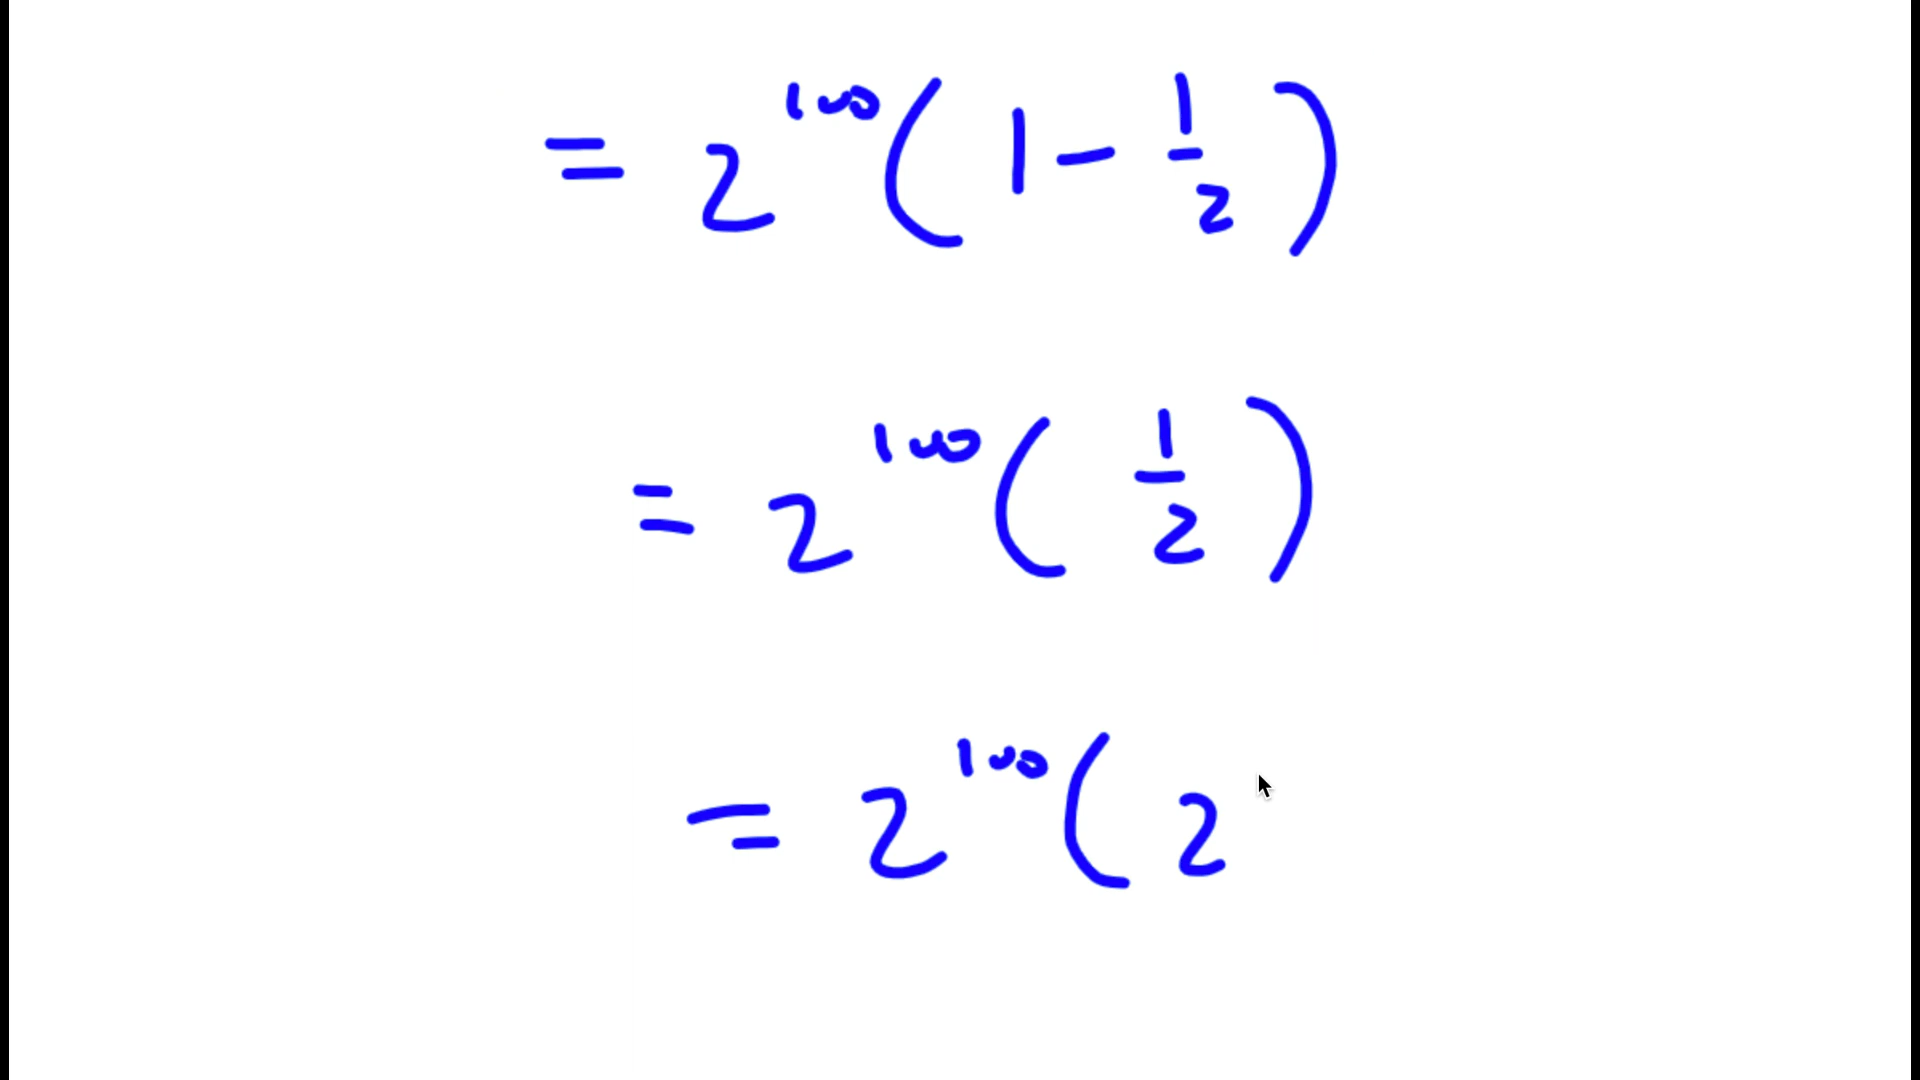 = 2^100 (1 - 1/2)
= 2^100 (1/2)
= 2^100 (2